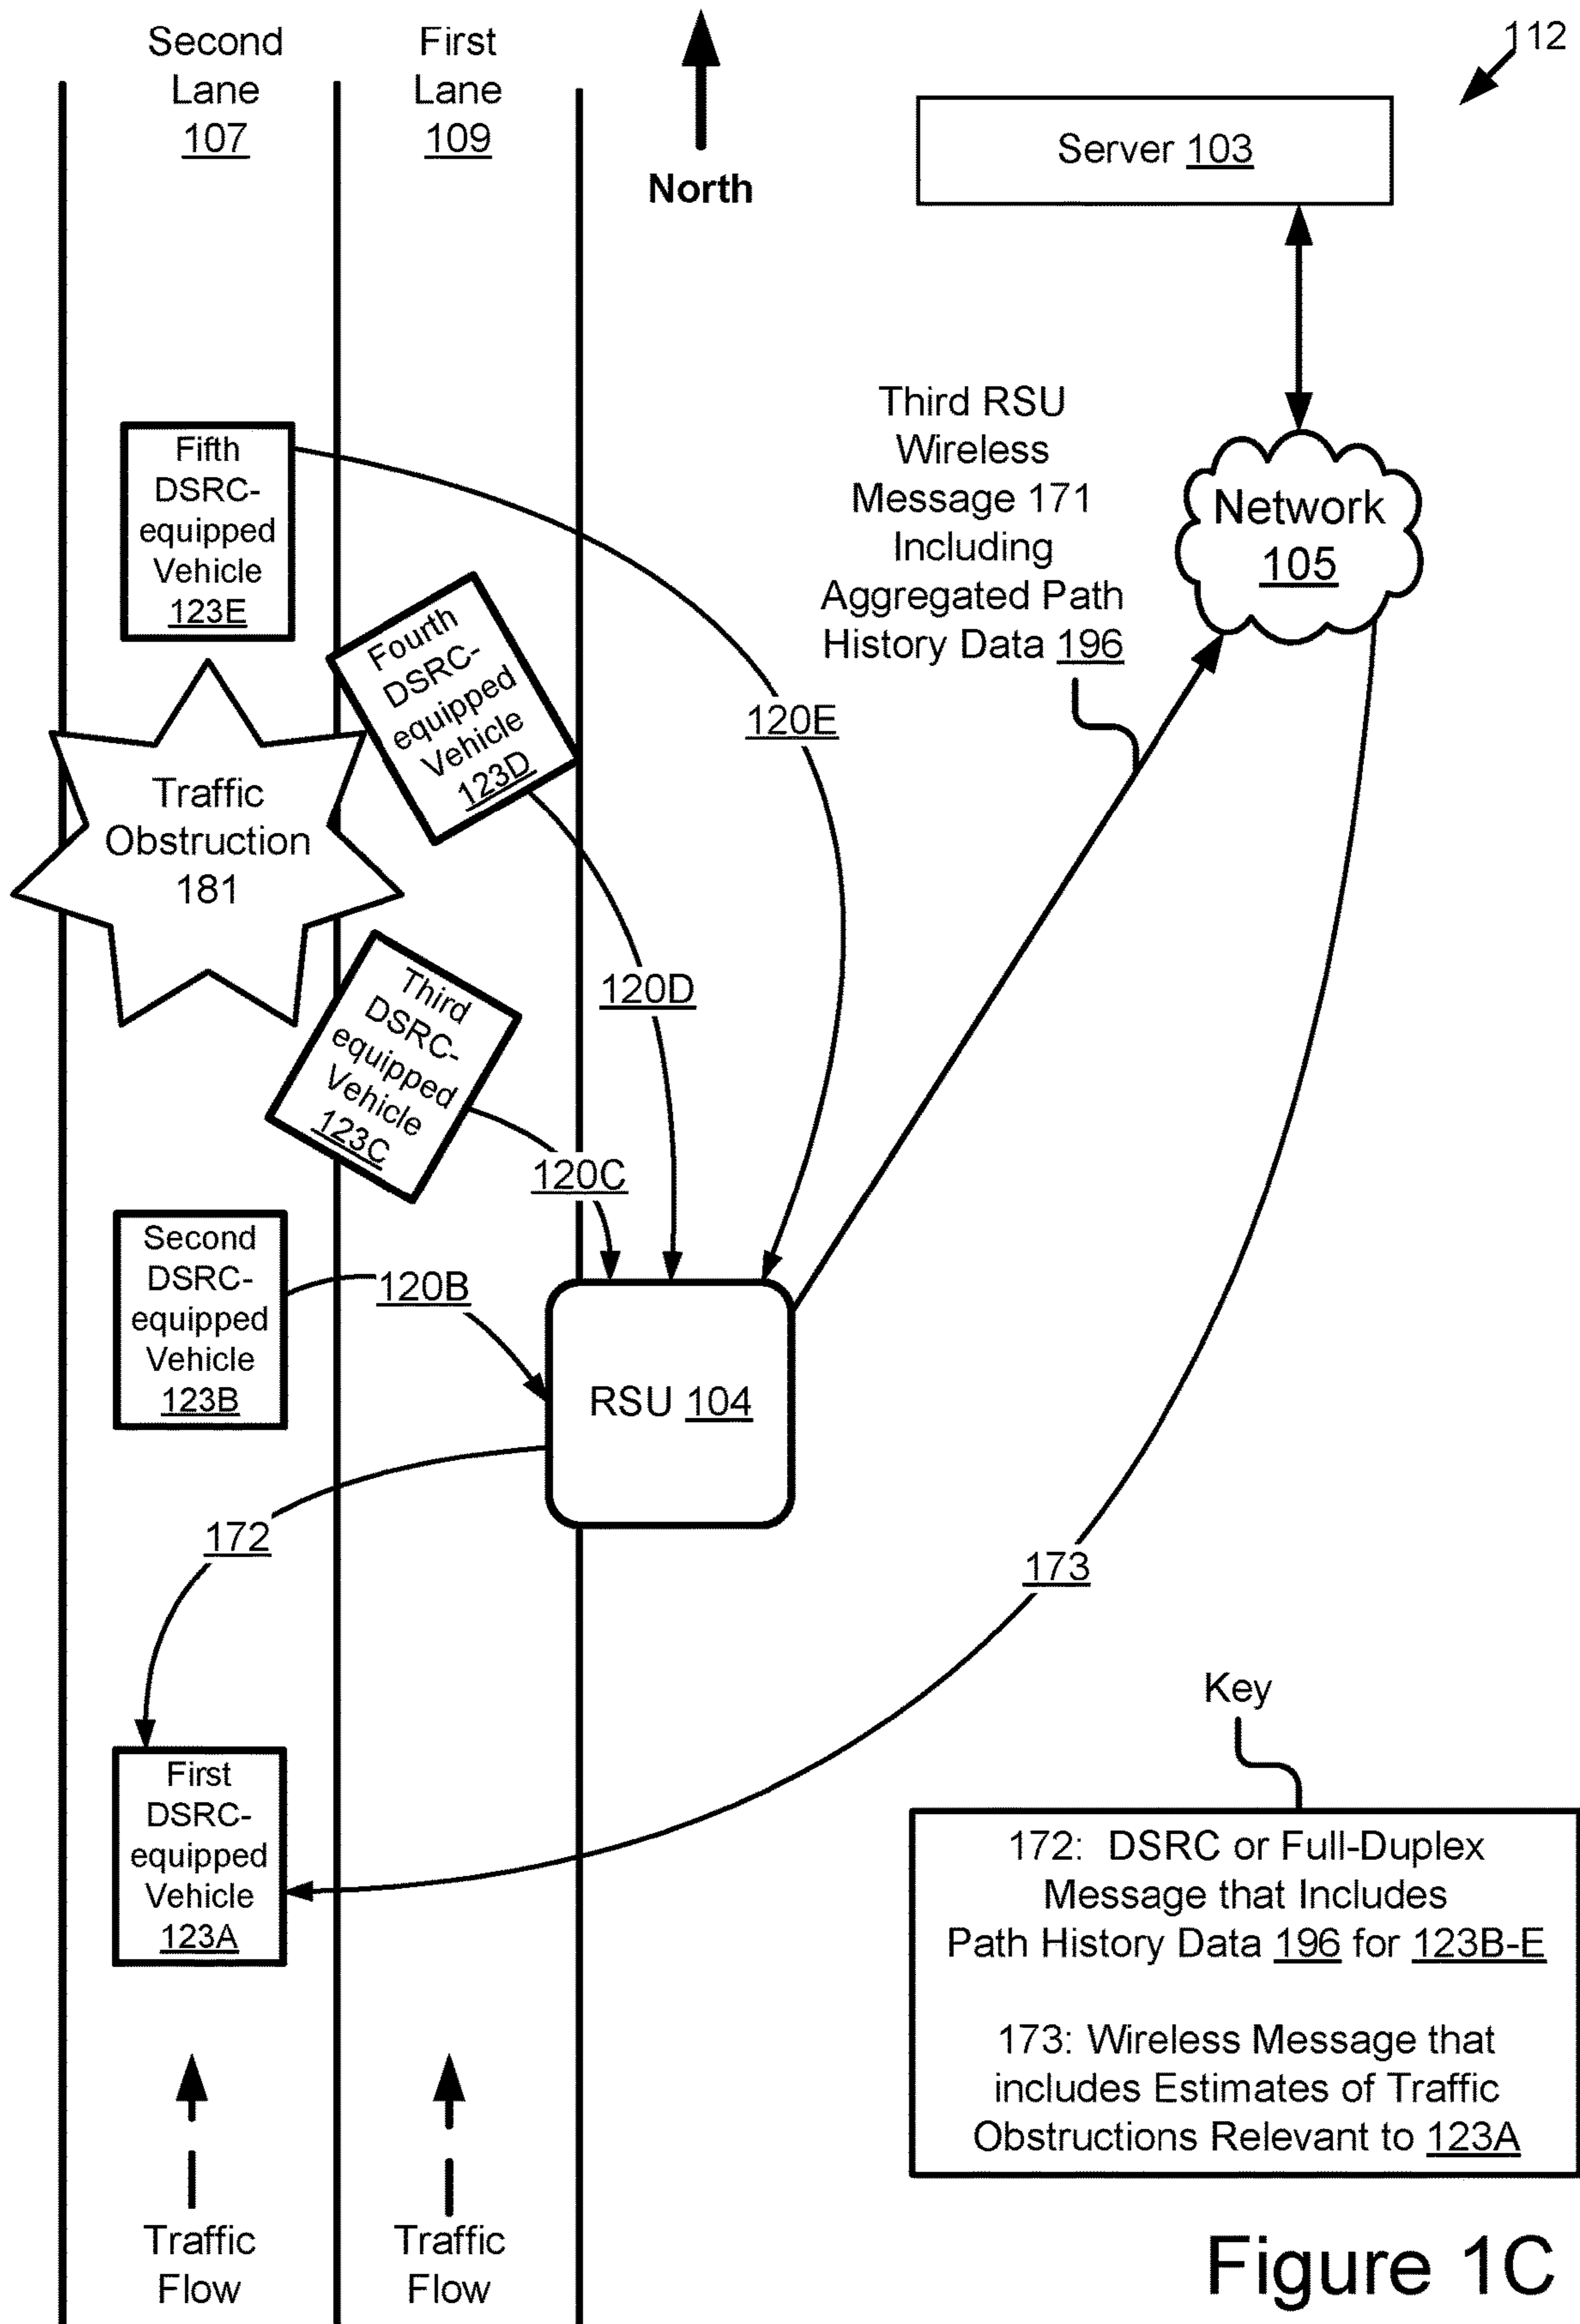 Second
Lane
107
First
Lane
109
North
112
Server 103
Network
105
Third RSU
Wireless
Message 171
Including
Aggregated Path
History Data 196
Fifth
DSRC-
equipped
Vehicle
123E
Fourth
DSRC-
equipped
Vehicle
123D
120E
Traffic
Obstruction
181
120D
Third
DSRC-
equipped
Vehicle
123C
120C
Second
DSRC-
equipped
Vehicle
123B
120B
RSU 104
172
173
First
DSRC-
equipped
Vehicle
123A
Key
172: DSRC or Full-Duplex
Message that Includes
Path History Data 196 for 123B-E
173: Wireless Message that
includes Estimates of Traffic
Obstructions Relevant to 123A
Traffic
Flow
Traffic
Flow
Figure 1C